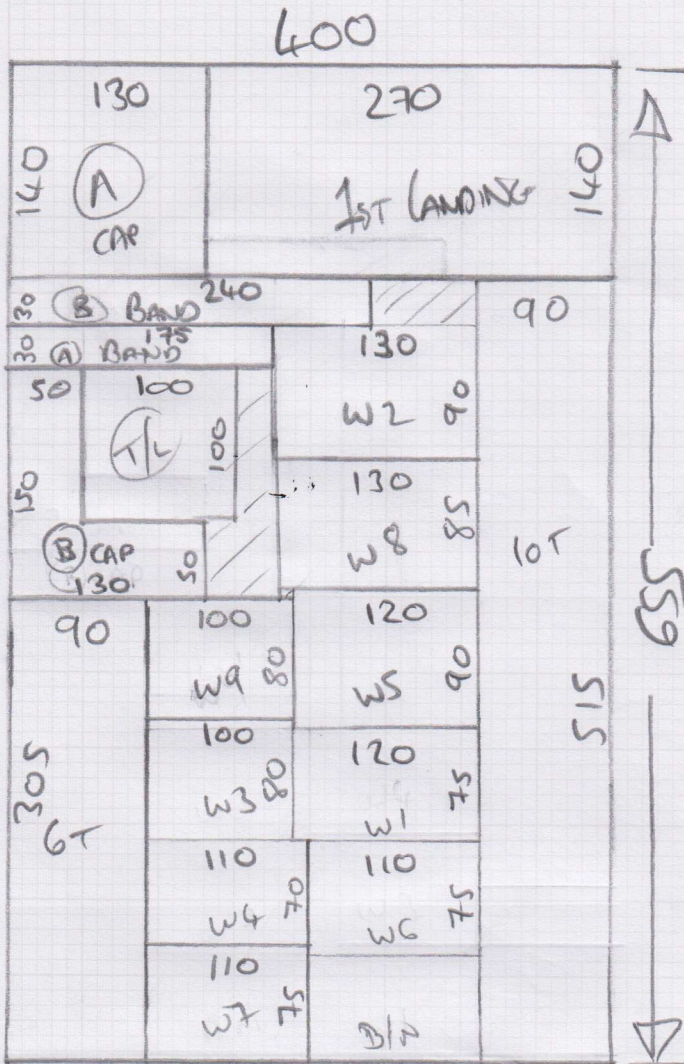 400
130
270
140
A
CAP
1ST LANDING
140
30 B BAND 240
90
30 A BAND 175
130
W2 90
50
100
T/L 100
150
130
W8 85
10T
655
B CAP
130 50
90
100
W9 80
120
W5 90
515
100
W3 80
120
W1 75
305
6T
110
W4 70
110
W6 75
110
W7 75
B/N